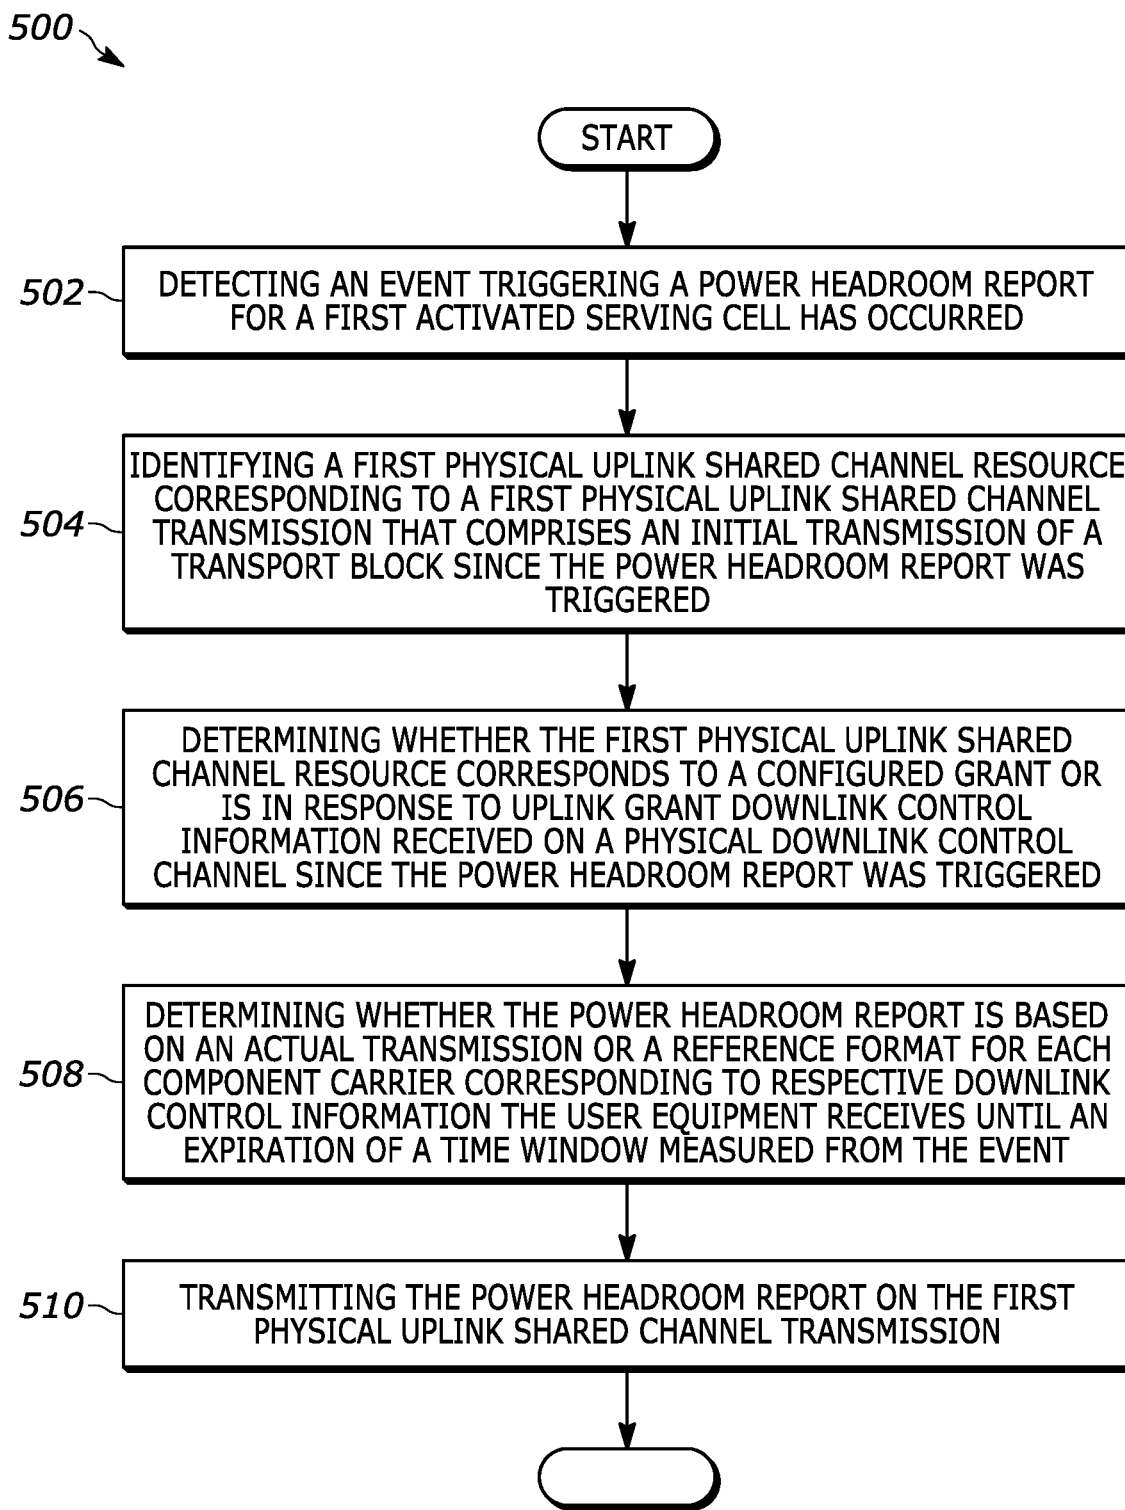 500
START
502
DETECTING AN EVENT TRIGGERING A POWER HEADROOM REPORT
FOR A FIRST ACTIVATED SERVING CELL HAS OCCURRED
504
IDENTIFYING A FIRST PHYSICAL UPLINK SHARED CHANNEL RESOURCE
CORRESPONDING TO A FIRST PHYSICAL UPLINK SHARED CHANNEL
TRANSMISSION THAT COMPRISES AN INITIAL TRANSMISSION OF A
TRANSPORT BLOCK SINCE THE POWER HEADROOM REPORT WAS
TRIGGERED
506
DETERMINING WHETHER THE FIRST PHYSICAL UPLINK SHARED
CHANNEL RESOURCE CORRESPONDS TO A CONFIGURED GRANT OR
IS IN RESPONSE TO UPLINK GRANT DOWNLINK CONTROL
INFORMATION RECEIVED ON A PHYSICAL DOWNLINK CONTROL
CHANNEL SINCE THE POWER HEADROOM REPORT WAS TRIGGERED
508
DETERMINING WHETHER THE POWER HEADROOM REPORT IS BASED
ON AN ACTUAL TRANSMISSION OR A REFERENCE FORMAT FOR EACH
COMPONENT CARRIER CORRESPONDING TO RESPECTIVE DOWNLINK
CONTROL INFORMATION THE USER EQUIPMENT RECEIVES UNTIL AN
EXPIRATION OF A TIME WINDOW MEASURED FROM THE EVENT
510
TRANSMITTING THE POWER HEADROOM REPORT ON THE FIRST
PHYSICAL UPLINK SHARED CHANNEL TRANSMISSION